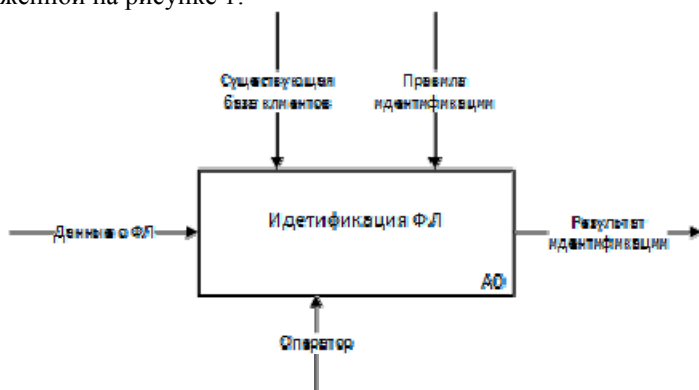 женной на рисунке 1.
Существующая
база клиентов
Правила
идентификации
Данные о ФЛ
Идетификация ФЛ
Результат
идентификации
А0
Оператор